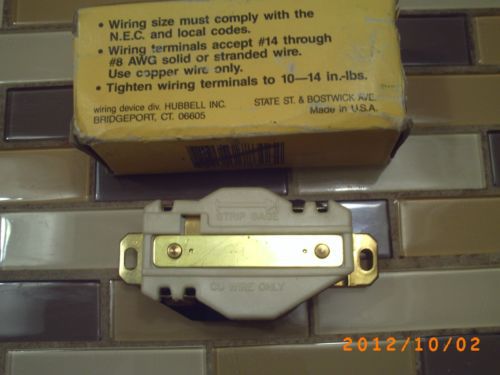 • Wiring size must comply with the
N.E.C. and local codes.
• Wiring terminals accept #14 through
#8 AWG solid or stranded wire.
Use copper wire only.
• Tighten wiring terminals to 10—14 in.-lbs.
wiring device div. HUBBELL INC.
BRIDGEPORT, CT. 06605
STATE ST. & BOSTWICK AVE.
Made in U.S.A.
STRIP GAGE
CU WIRE ONLY
2012/10/02